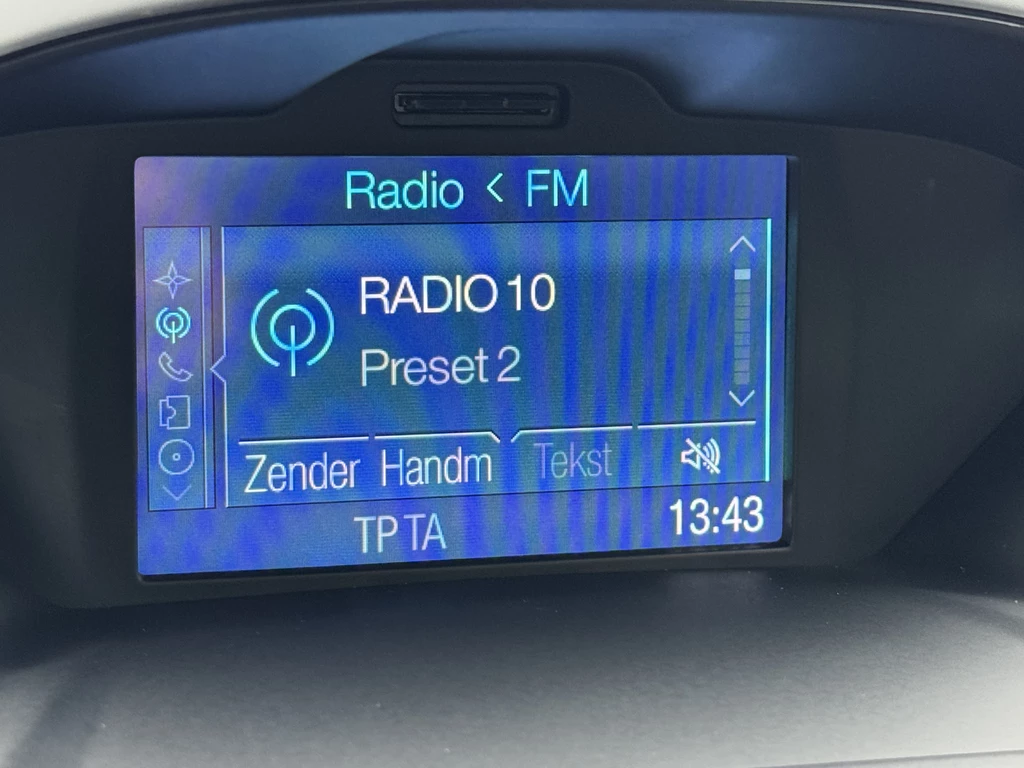 Radio < FM
RADIO 10
Preset 2
Zender Handm Tekst
TP TA 13:43